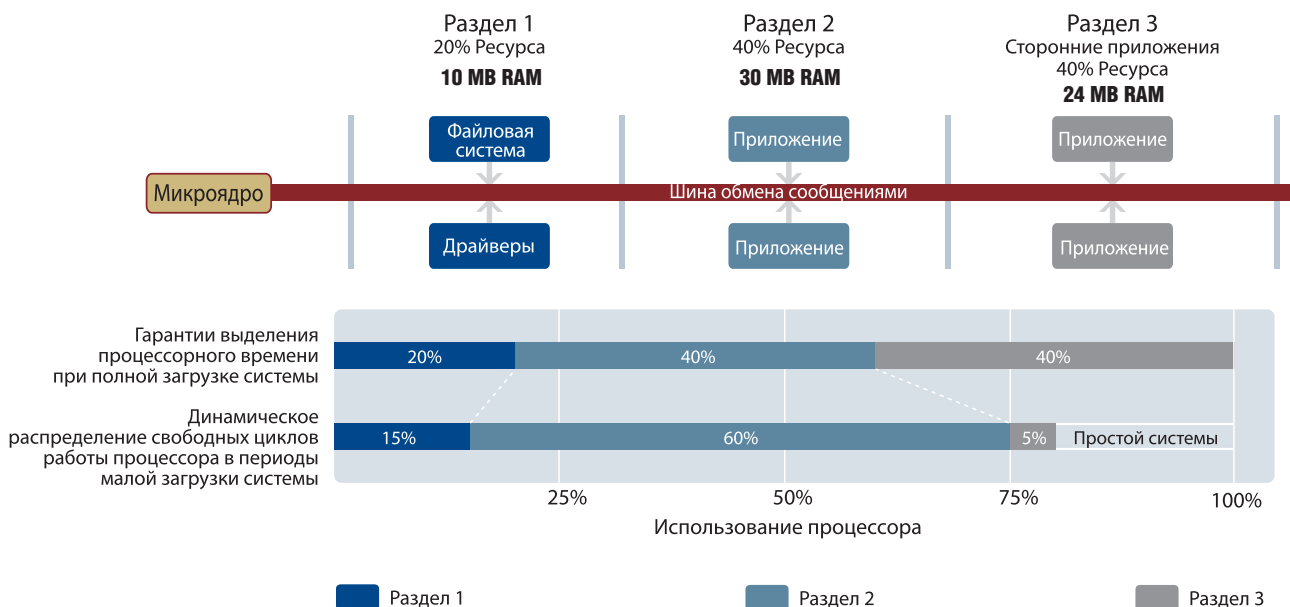 Раздел 1
20% Ресурса
10 MB RAM
Раздел 2
40% Ресурса
30 MB RAM
Раздел 3
Сторонние приложения
40% Ресурса
24 MB RAM
Файловая
система
Приложение
Приложение
Микроядро
Шина обмена сообщениями
Драйверы
Приложение
Приложение
Гарантии выделения
процессорного времени
при полной загрузке системы
20%
40%
40%
Динамическое
распределение свободных циклов
работы процессора в периоды
малой загрузки системы
15%
60%
5%
Простой системы
25%
50%
75%
100%
Использование процессора
Раздел 1
Раздел 2
Раздел 3